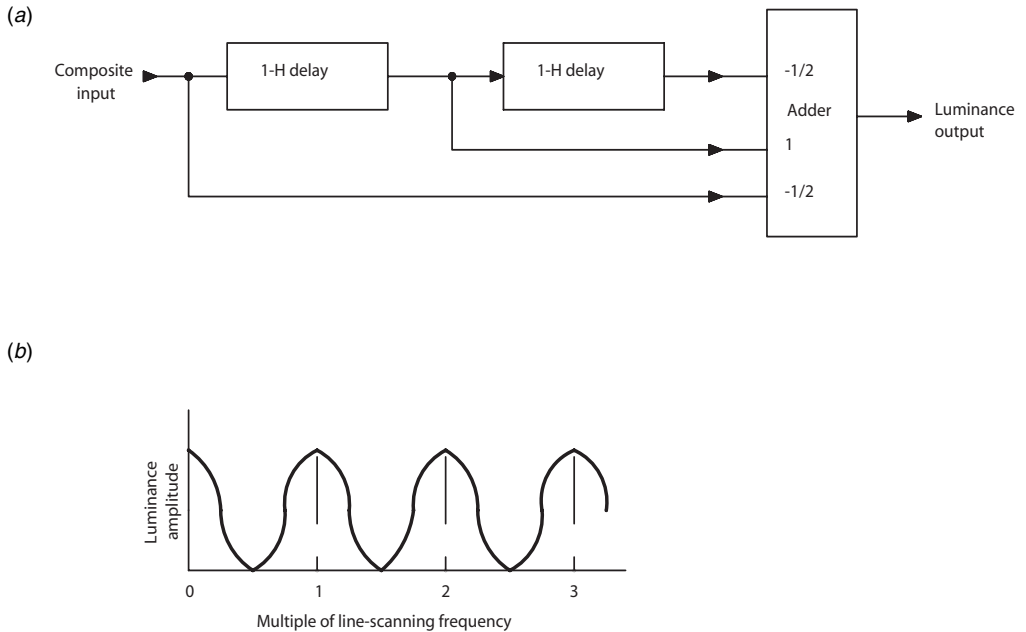 (a)
Composite
input
1-H delay
1-H delay
-1/2
Adder
1
-1/2
Luminance
output
(b)
Luminance
amplitude
0
1
2
3
Multiple of line-scanning frequency